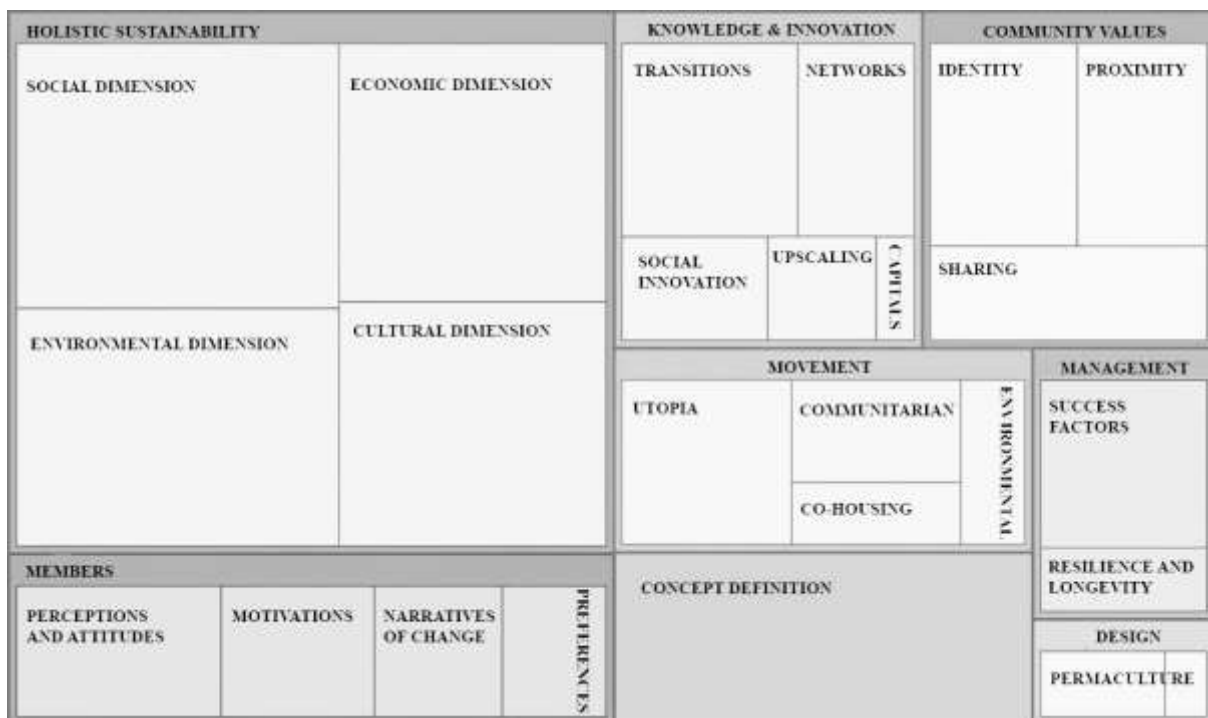 HOLISTIC SUSTAINABILITY
SOCIAL DIMENSION
ECONOMIC DIMENSION
ENVIRONMENTAL DIMENSION
CULTURAL DIMENSION
KNOWLEDGE & INNOVATION
TRANSITIONS
NETWORKS
SOCIAL
INNOVATION
UPSCALING
CAPITALS
COMMUNITY VALUES
IDENTITY
PROXIMITY
SHARING
MOVEMENT
UTOPIA
COMMUNITARIAN
CO-HOUSING
ENVIRONMENTAL
MANAGEMENT
SUCCESS
FACTORS
RESILIENCE AND
LONGEVITY
MEMBERS
PERCEPTIONS
AND ATTITUDES
MOTIVATIONS
NARRATIVES
OF CHANGE
PREFERENCES
CONCEPT DEFINITION
DESIGN
PERMACULTURE